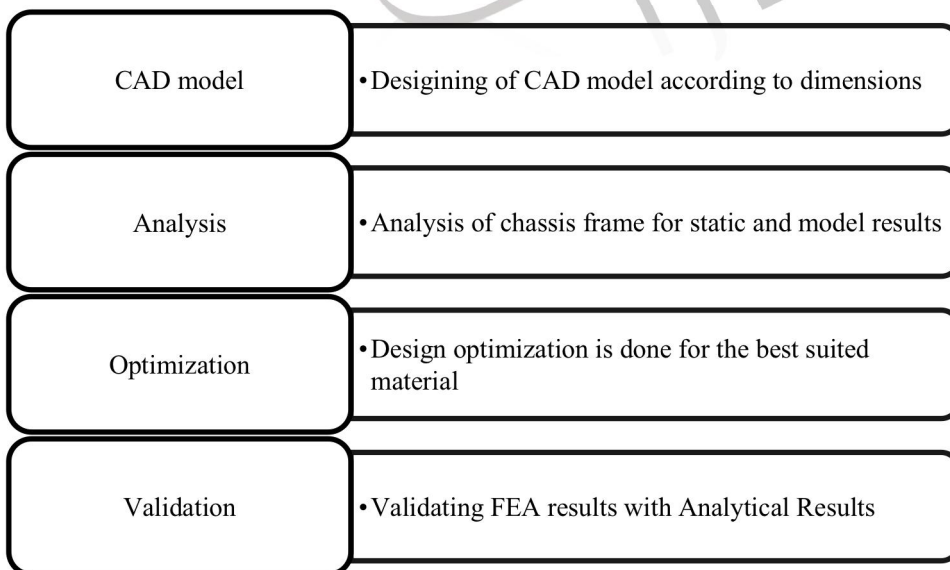 CAD model
•Desigining of CAD model according to dimensions
Analysis
•Analysis of chassis frame for static and model results
Optimization
•Design optimization is done for the best suited
material
Validation
•Validating FEA results with Analytical Results